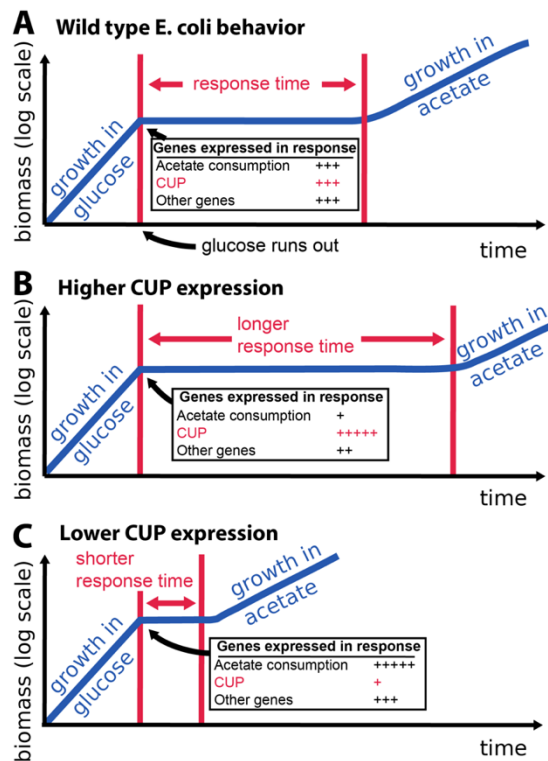 A Wild type E. coli behavior
biomass (log scale)
growth in
glucose
response time
growth in
acetate
Genes expressed in response
Acetate consumption +++
CUP +++
Other genes +++
glucose runs out
time
B Higher CUP expression
biomass (log scale)
growth in
glucose
longer
response time
growth in
acetate
Genes expressed in response
Acetate consumption +
CUP +++++
Other genes ++
time
C Lower CUP expression
biomass (log scale)
growth in
glucose
shorter
response time
growth in
acetate
Genes expressed in response
Acetate consumption +++++
CUP +
Other genes +++
time